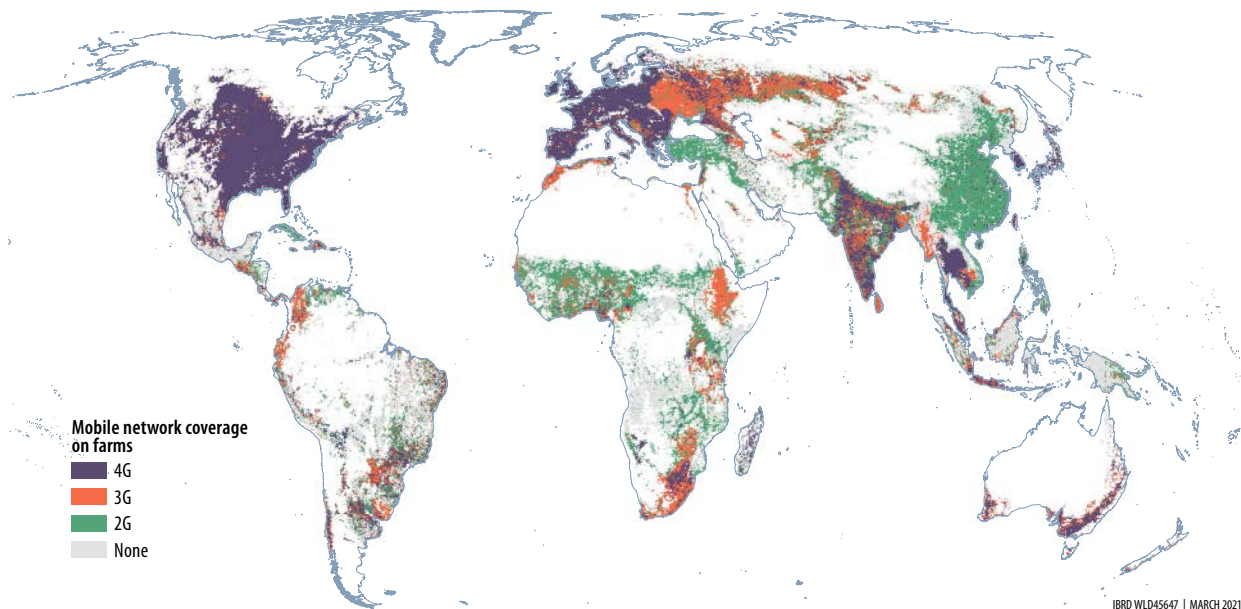 Mobile network coverage
on farms
4G
3G
2G
None
IBRD WLD45647 | MARCH 2021